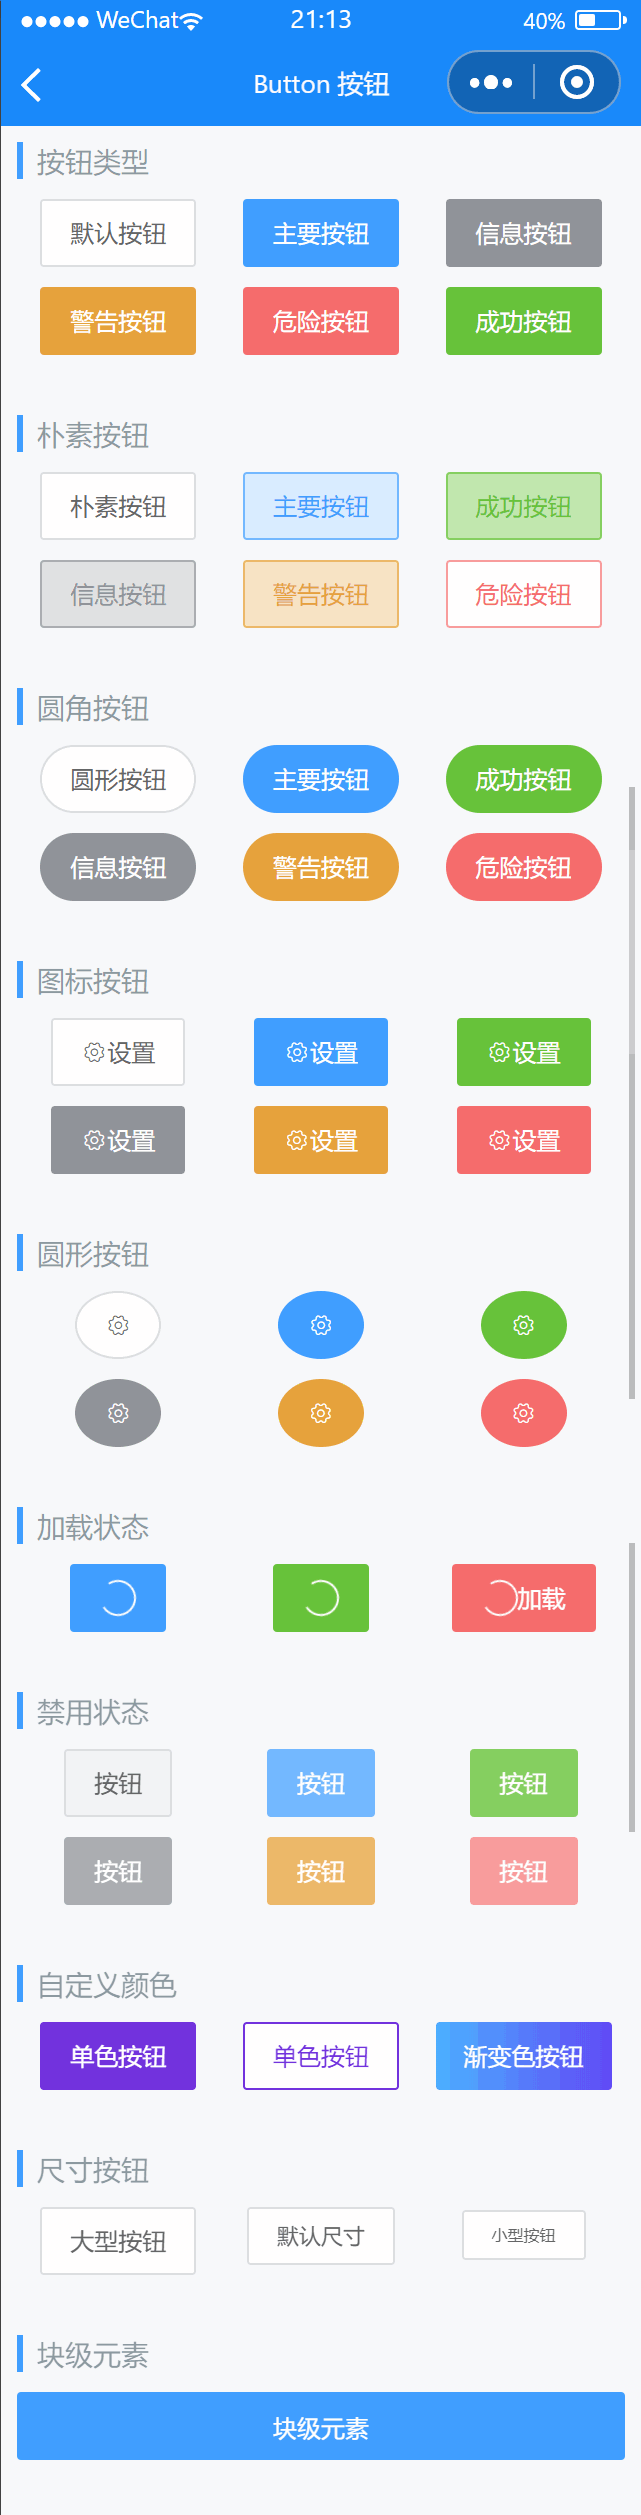 WeChat 21:13 40%
Button 按钮
按钮类型
默认按钮 主要按钮 信息按钮
警告按钮 危险按钮 成功按钮
朴素按钮
朴素按钮 主要按钮 成功按钮
信息按钮 警告按钮 危险按钮
圆角按钮
圆形按钮 主要按钮 成功按钮
信息按钮 警告按钮 危险按钮
图标按钮
设置 设置 设置
设置 设置 设置
圆形按钮
加载状态
加载
禁用状态
按钮 按钮 按钮
按钮 按钮 按钮
自定义颜色
单色按钮 单色按钮 渐变色按钮
尺寸按钮
大型按钮 默认尺寸 小型按钮
块级元素
块级元素